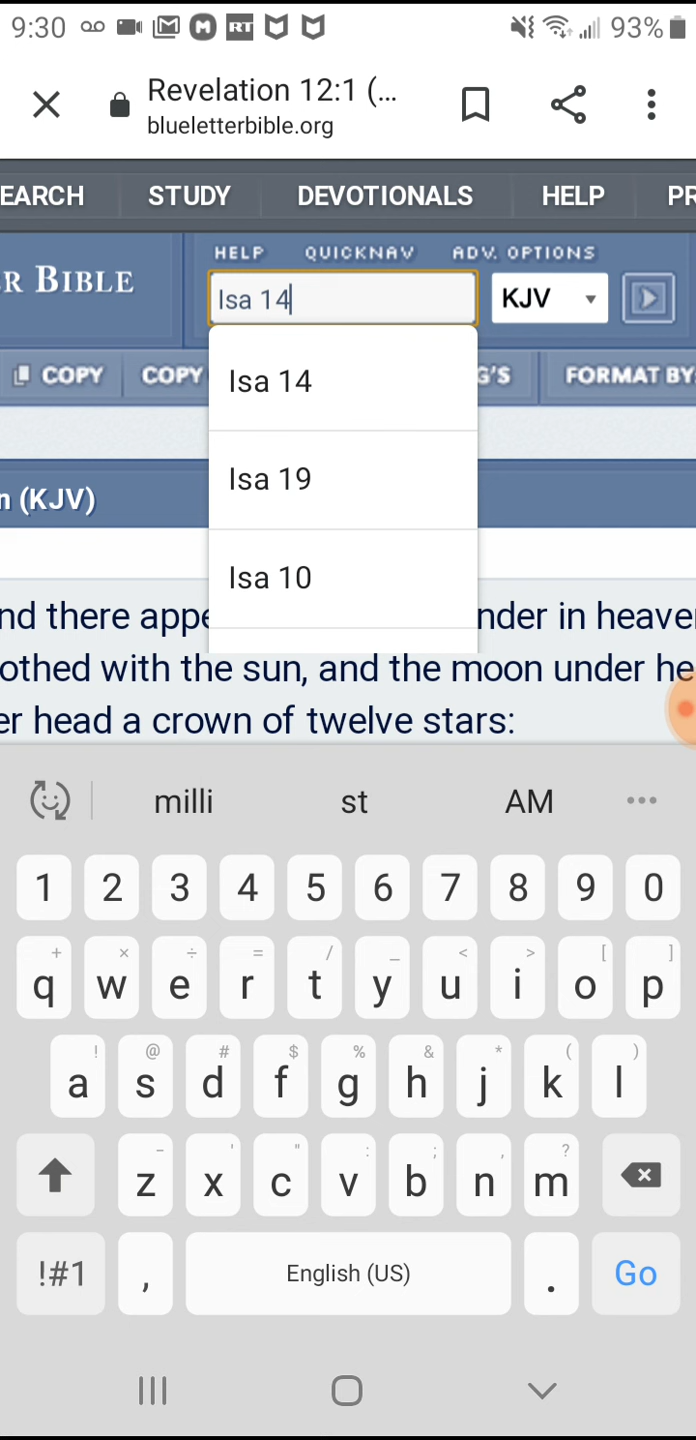 9:30 RT 93%
Revelation 12:1 (...
blueletterbible.org
EARCH STUDY DEVOTIONALS HELP PR
HELP QUICKNAV ADV. OPTIONS
R BIBLE
Isa 14 KJV
COPY COPY G'S FORMAT BY
Isa 14
Isa 19
n (KJV)
Isa 10
nd there appe nder in heave
othed with the sun, and the moon under he
er head a crown of twelve stars:
milli st AM
1 2 3 4 5 6 7 8 9 0
+ × ÷ = / _ < > [ ]
q w e r t y u i o p
! @ # $ % & * ( )
a s d f g h j k l
- ' " : ; , ?
z x c v b n m
!#1 , English (US) . Go